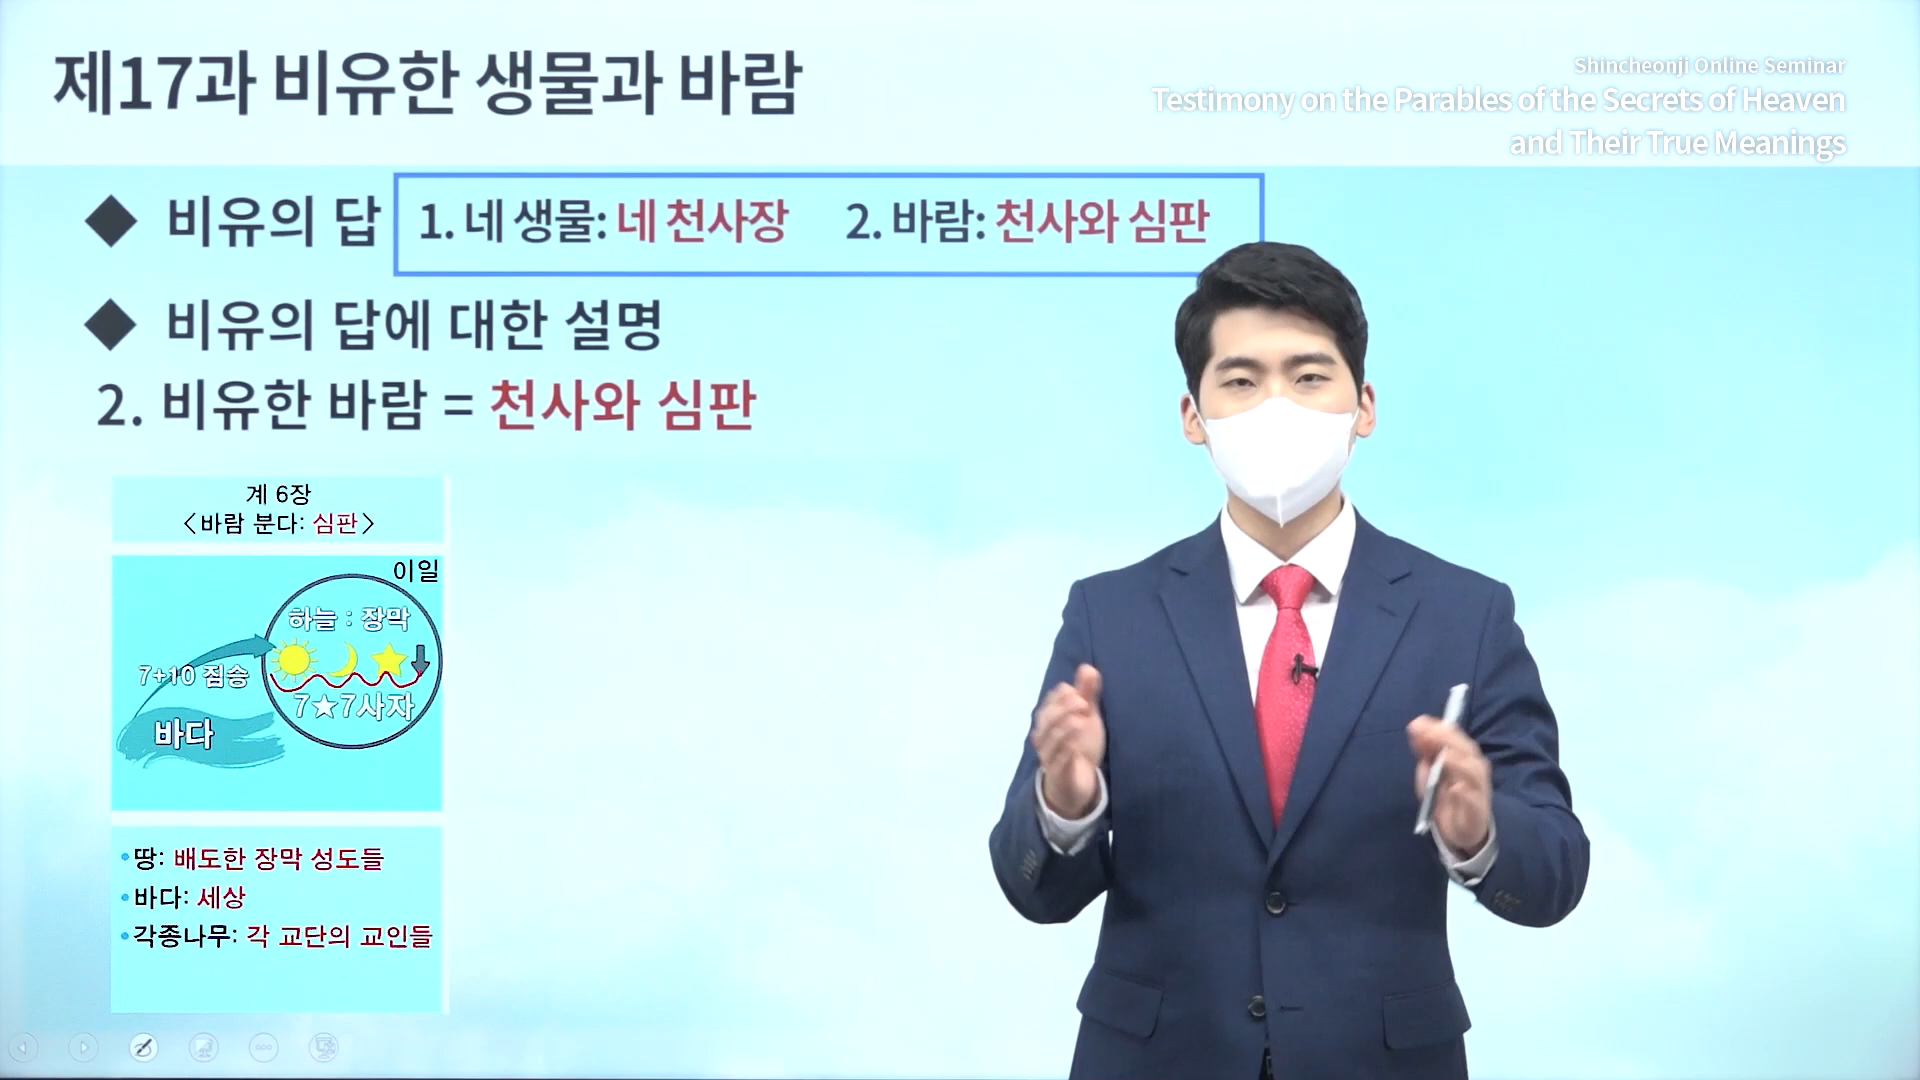 제17과 비유한 생물과 바람
Shincheonji Online Seminar
Testimony on the Parables of the Secrets of Heaven
and Their True Meanings
◆ 비유의 답 1. 네 생물: 네 천사장 2. 바람: 천사와 심판
◆ 비유의 답에 대한 설명
2. 비유한 바람 = 천사와 심판
계 6장
<바람 분다: 심판>
이일
하늘 : 장막
7+10 짐승
7★7사자
바다
•땅: 배도한 장막 성도들
•바다: 세상
•각종나무: 각 교단의 교인들